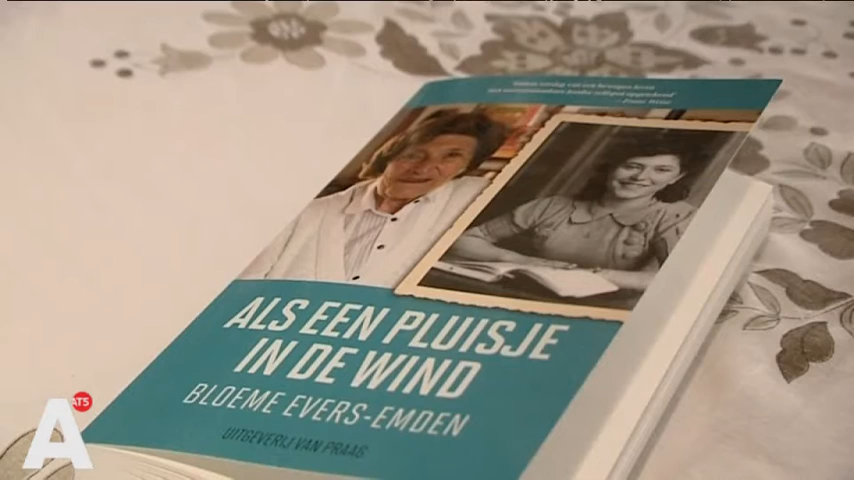 ALS EEN PLUISJE
IN DE WIND
BLOEME EVERS-EMDEN
UITGEVERIJ VAN PRAAG
AT5
A